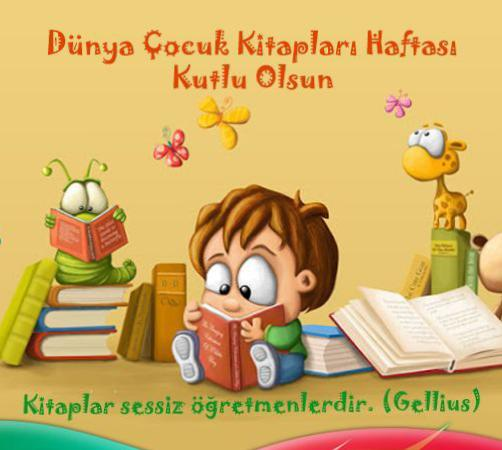 Dünya Çocuk Kitapları Haftası
Kutlu Olsun
Kitaplar sessiz öğretmenlerdir. (Gellius)